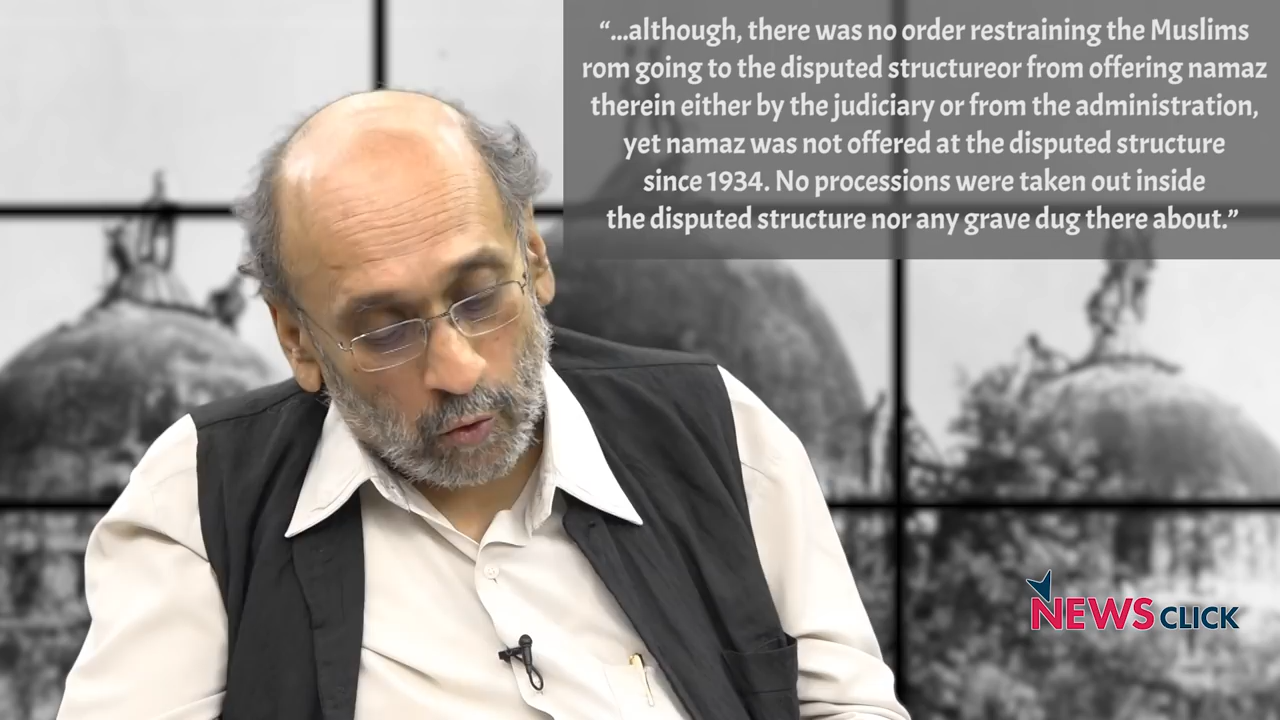 “...although, there was no order restraining the Muslims
rom going to the disputed structureor from offering namaz
therein either by the judiciary or from the administration,
yet namaz was not offered at the disputed structure
since 1934. No processions were taken out inside
the disputed structure nor any grave dug there about.”
NEWS CLICK